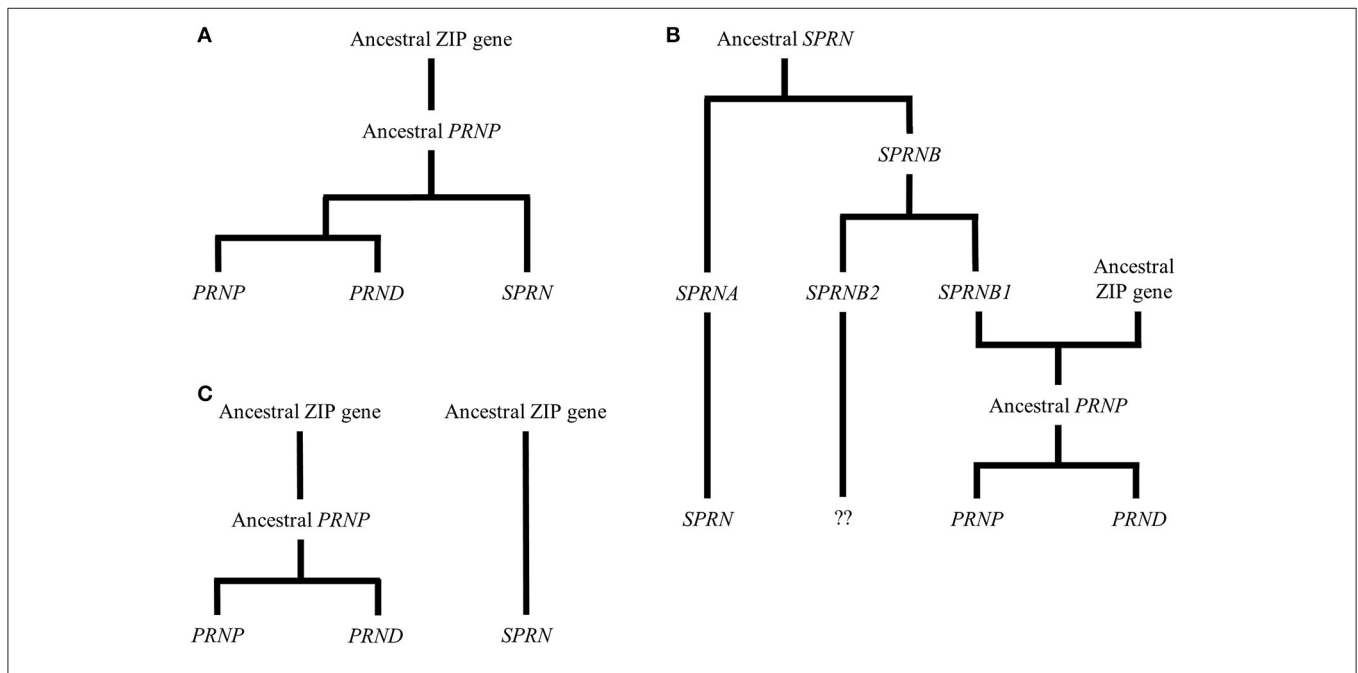 A
Ancestral ZIP gene
Ancestral PRNP
PRNP
PRND
SPRN
B
Ancestral SPRN
SPRNB
SPRNA
SPRNB2
SPRNB1
Ancestral
ZIP gene
Ancestral PRNP
SPRN
??
PRNP
PRND
C
Ancestral ZIP gene
Ancestral ZIP gene
Ancestral PRNP
PRNP
PRND
SPRN